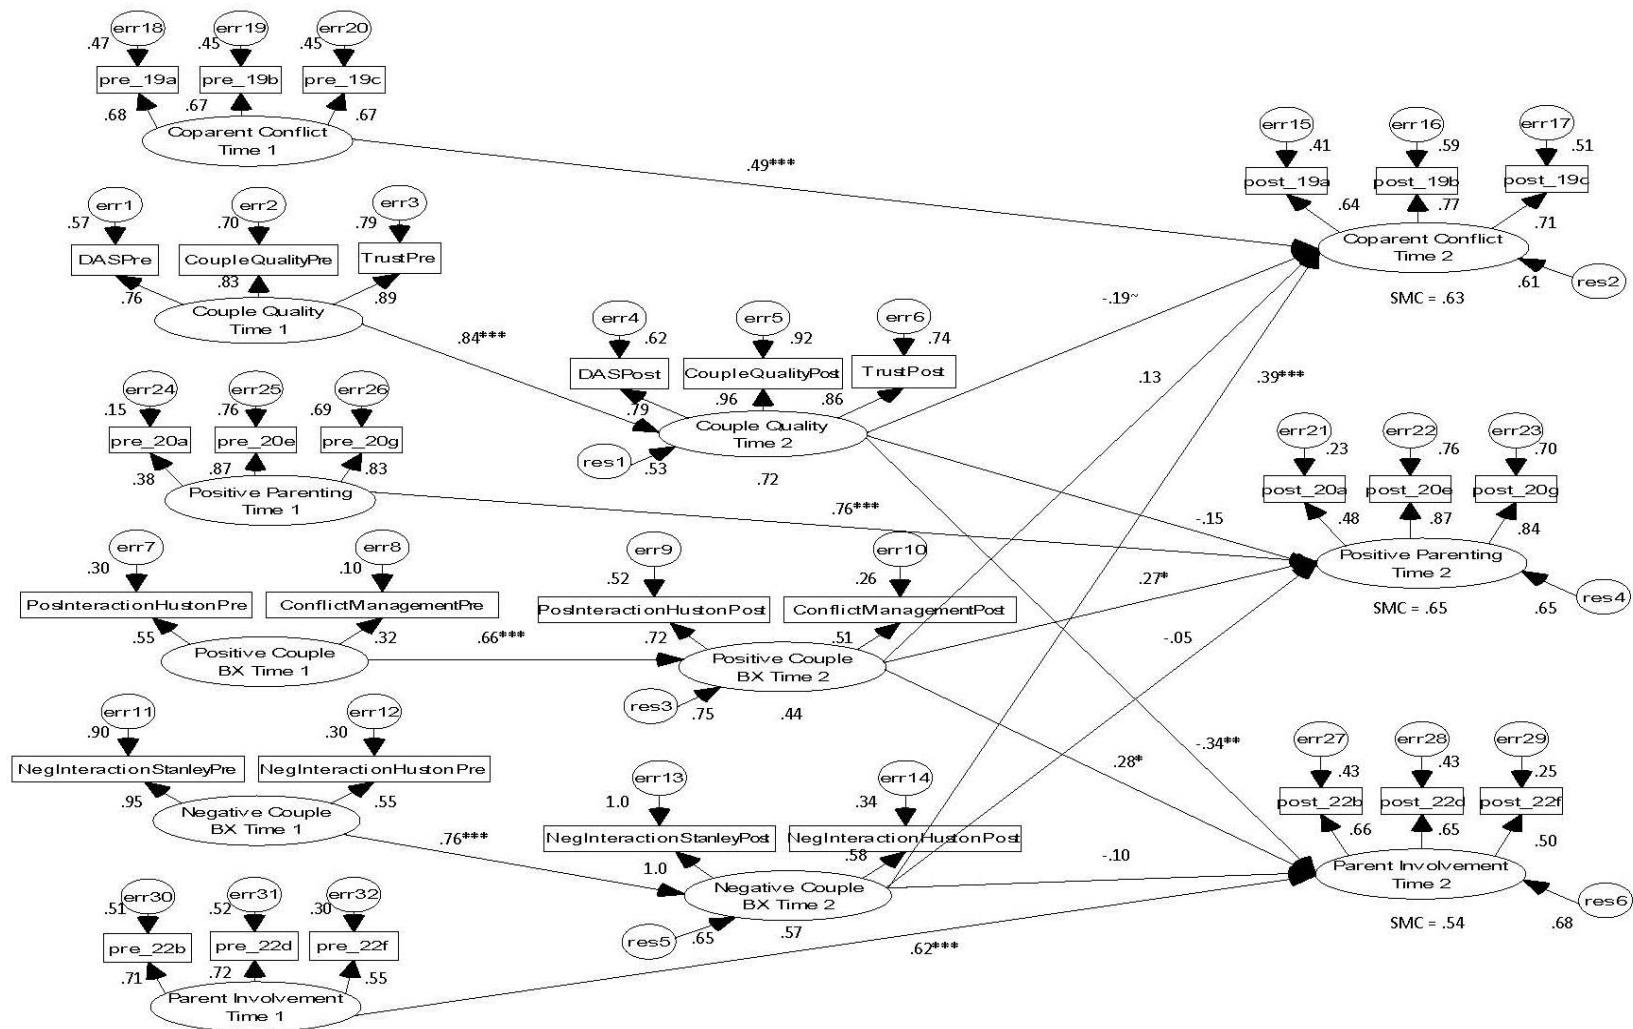 err18
err19
err20
.47
.45
.45
pre_19a
pre_19b
pre_19c
.68
.67
.67
Coparent Conflict
Time 1
err15
err16
err17
.41
.59
.51
post_19a
post_19b
post_19c
.64
.77
.71
Coparent Conflict
Time 2
.61
res2
SMC = .63
.49***
err1
err2
err3
.57
.70
.79
DASPre
CoupleQualityPre
TrustPre
.76
.83
.89
Couple Quality
Time 1
.84***
err4
err5
err6
.62
.92
.74
DASPost
CoupleQualityPost
TrustPost
.79
.96
.86
Couple Quality
Time 2
res1
.53
.72
-.19~
.13
.39***
err24
err25
err26
.15
.76
.69
pre_20a
pre_20e
pre_20g
.38
.87
.83
Positive Parenting
Time 1
.76***
-.15
err21
err22
err23
.23
.76
.70
post_20a
post_20e
post_20g
.48
.87
.84
Positive Parenting
Time 2
res4
.65
SMC = .65
err7
err8
.30
.10
PosInteractionHustonPre
ConflictManagementPre
.55
.32
Positive Couple
BX Time 1
.66***
err9
err10
.52
.26
PosInteractionHustonPost
ConflictManagementPost
.72
.51
Positive Couple
BX Time 2
res3
.75
.44
.27*
-.05
-.34**
.28*
err11
err12
.90
.30
NegInteractionStanleyPre
NegInteractionHustonPre
.95
.55
Negative Couple
BX Time 1
.76***
err13
err14
1.0
.34
NegInteractionStanleyPost
NegInteractionHustonPost
1.0
.58
Negative Couple
BX Time 2
res5
.65
.57
-.10
err27
err28
err29
.43
.43
.25
post_22b
post_22d
post_22f
.66
.65
.50
Parent Involvement
Time 2
res6
.68
SMC = .54
err30
err31
err32
.51
.52
.30
pre_22b
pre_22d
pre_22f
.71
.72
.55
Parent Involvement
Time 1
.62***